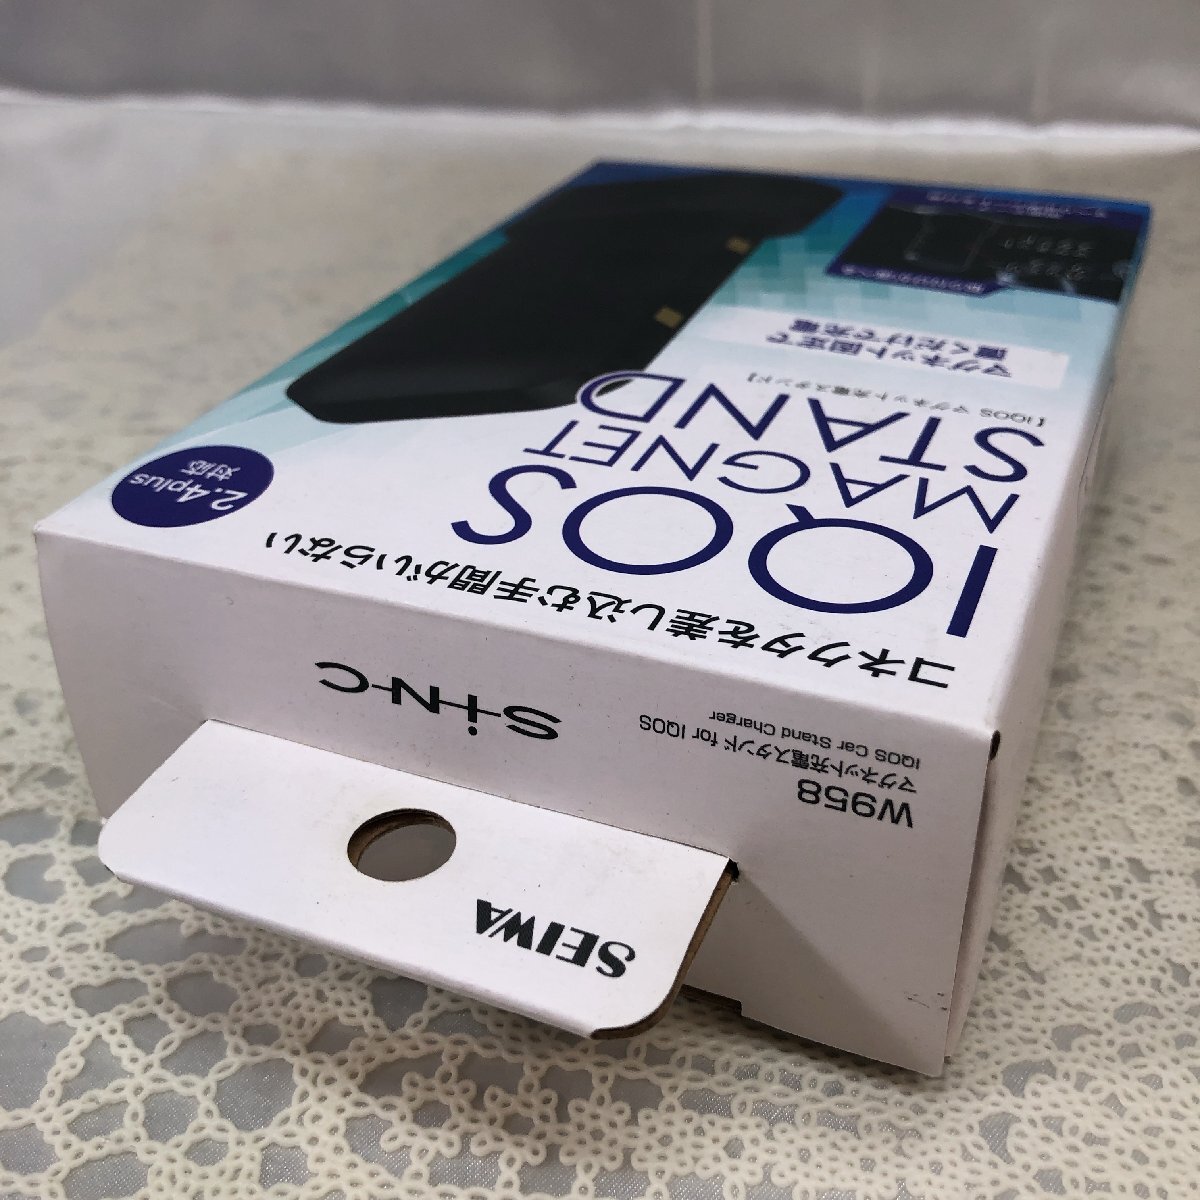 SEIWA
W958
マグネット充電スタンド for IQOS
IQOS Car Stand Charger
SiNC
コネクタを差し込む手間がいらない
IQOS
MAGNET
STAND
【IQOS マグネット充電スタンド】
マグネット固定で
置くだけで充電
2.4plus
対応